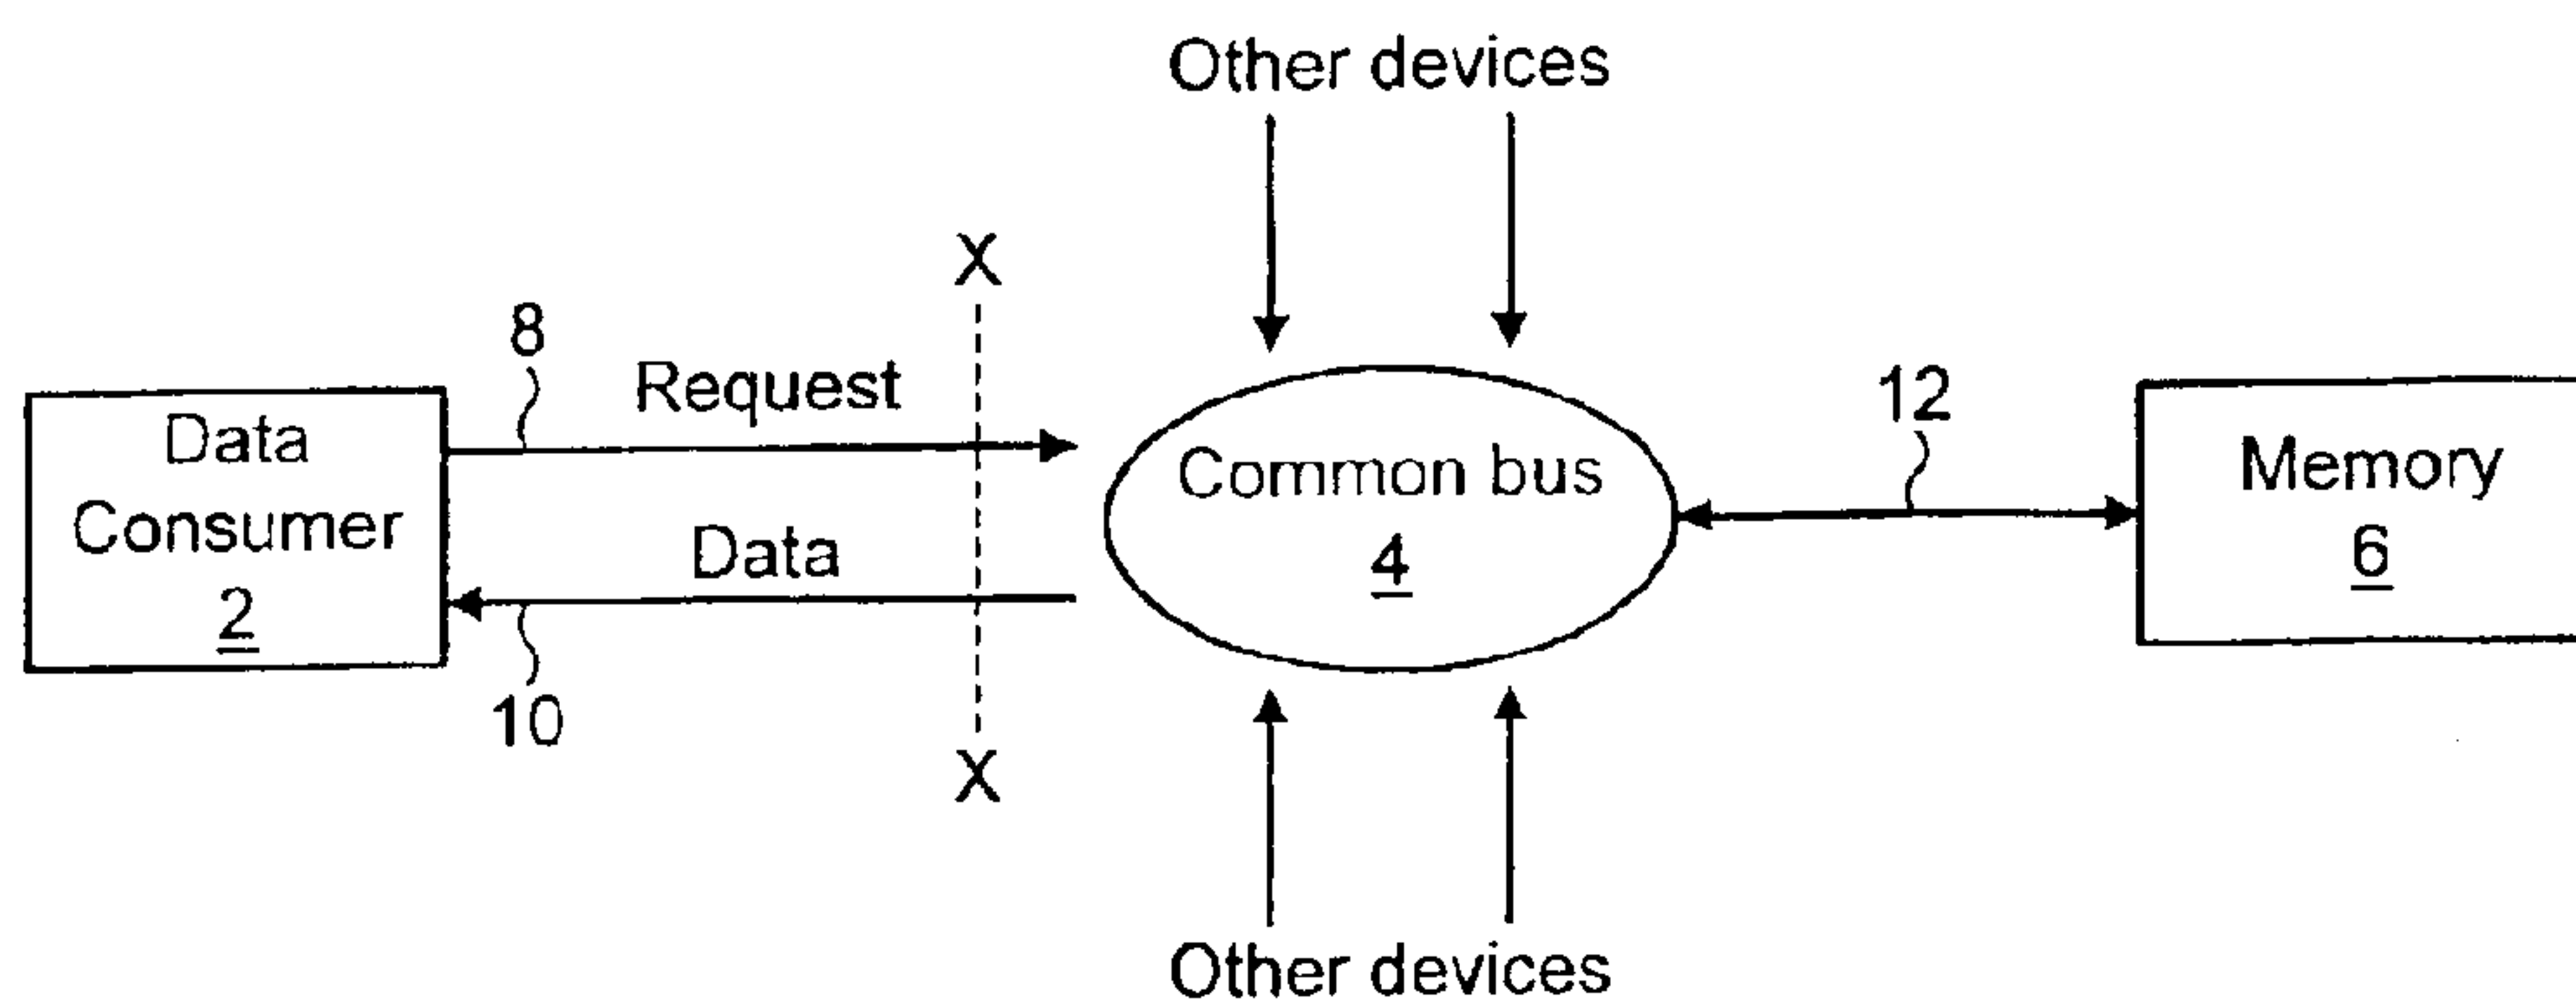 Other devices
X
8
Request
12
Data
Consumer
2
Common bus
4
Memory
6
Data
10
X
Other devices